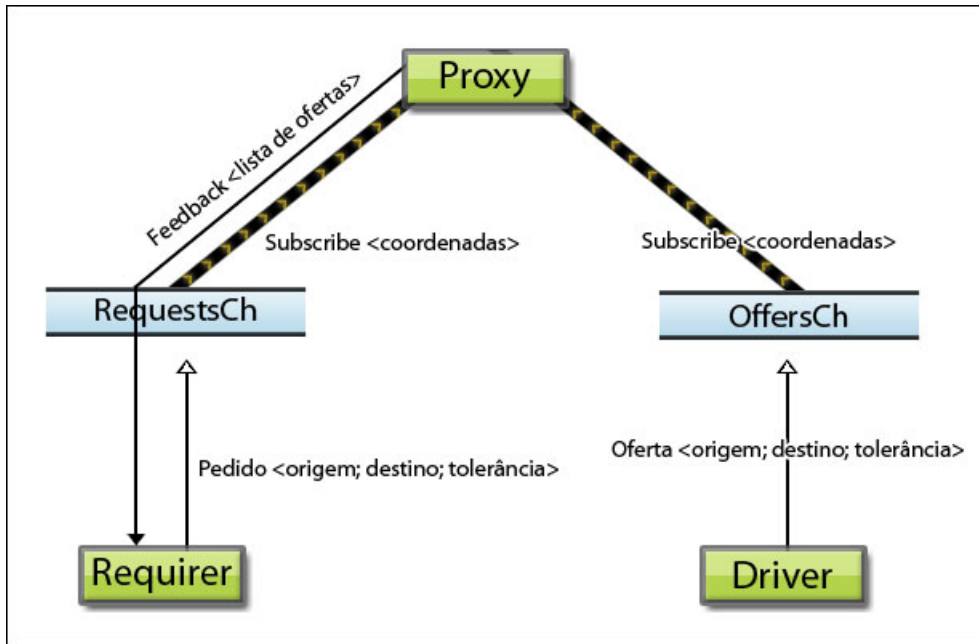 Proxy
Feedback <lista de ofertas>
Subscribe <coordenadas>
Subscribe <coordenadas>
RequestsCh
OffersCh
Pedido <origem; destino; tolerância>
Oferta <origem; destino; tolerância>
Requirer
Driver